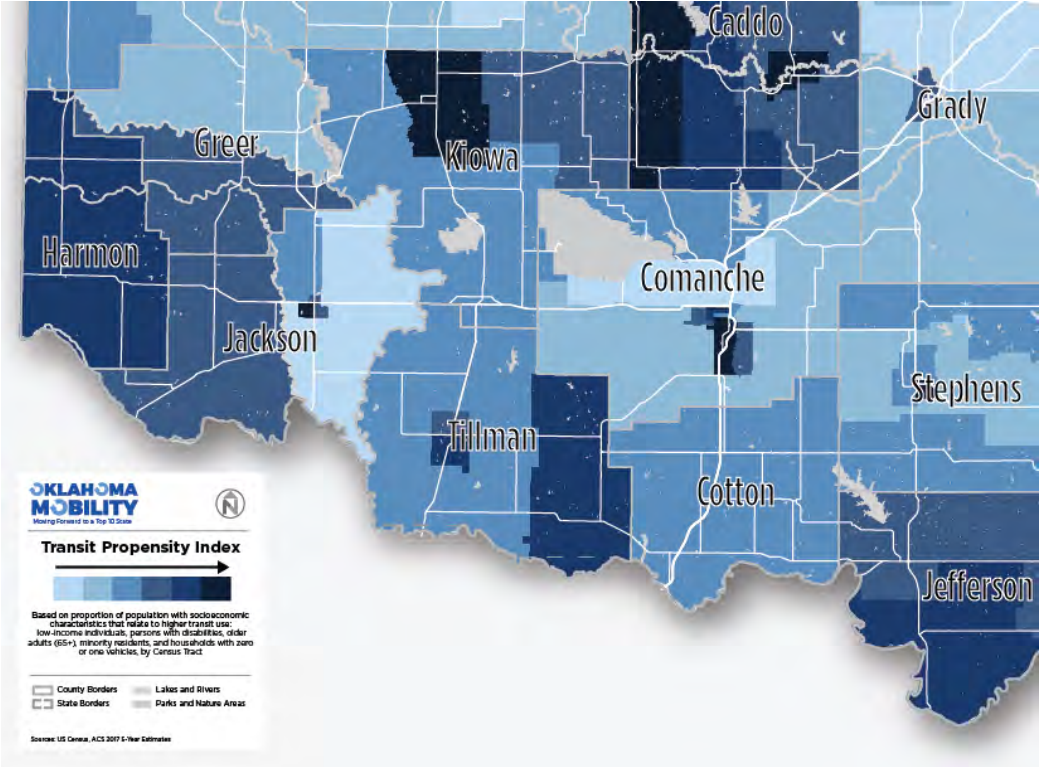 Caddo
Grady
Greer
Kiowa
Harmon
Comanche
Jackson
Stephens
Tillman
Cotton
Jefferson
OKLAHOMA
MOBILITY
Moving Forward to a Top 10 State
N
Transit Propensity Index
Based on proportion of population with socioeconomic
characteristics that relate to higher transit use:
low-income individuals, persons with disabilities, older
adults (65+), minority residents, and households with zero
or one vehicles, by Census Tract
County Borders
Lakes and Rivers
State Borders
Parks and Nature Areas
Sources: US Census, ACS 2017 5-Year Estimates